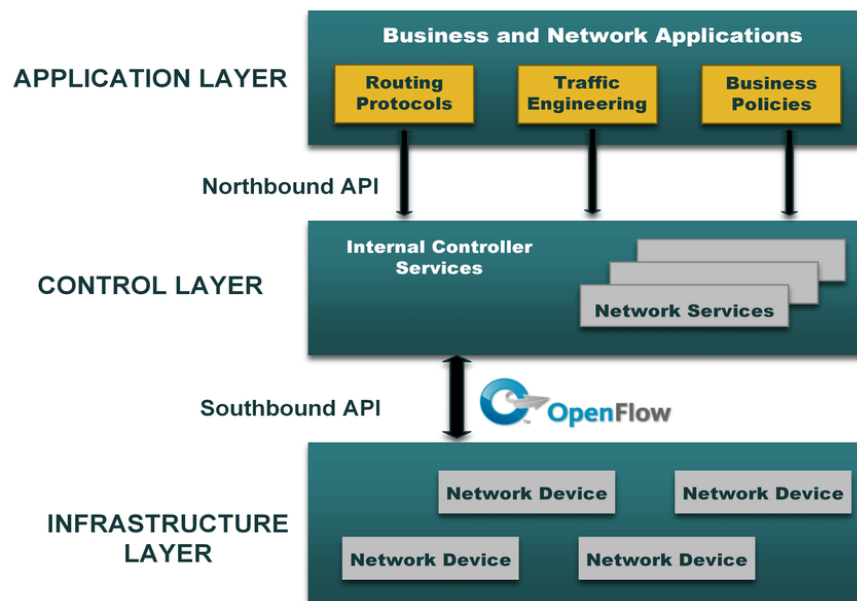 Business and Network Applications
APPLICATION LAYER
Routing
Protocols
Traffic
Engineering
Business
Policies
Northbound API
Internal Controller
Services
CONTROL LAYER
Network Services
Southbound API
OpenFlow
TM
Network Device
Network Device
INFRASTRUCTURE
LAYER
Network Device
Network Device